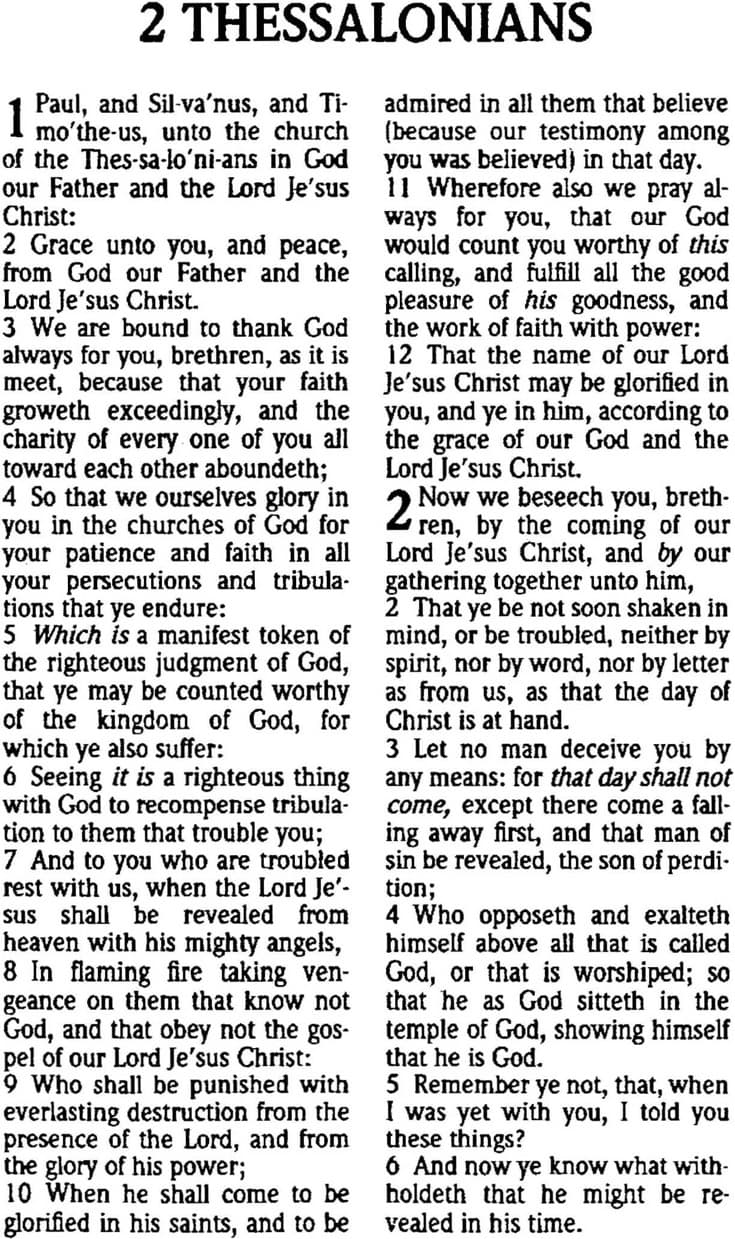 2 THESSALONIANS
1 Paul, and Sil-va'nus, and Ti-
mo'the-us, unto the church
of the Thes-sa-lo'ni-ans in God
our Father and the Lord Je'sus
Christ:
2 Grace unto you, and peace,
from God our Father and the
Lord Je'sus Christ.
3 We are bound to thank God
always for you, brethren, as it is
meet, because that your faith
groweth exceedingly, and the
charity of every one of you all
toward each other aboundeth;
4 So that we ourselves glory in
you in the churches of God for
your patience and faith in all
your persecutions and tribula-
tions that ye endure:
5 Which is a manifest token of
the righteous judgment of God,
that ye may be counted worthy
of the kingdom of God, for
which ye also suffer:
6 Seeing it is a righteous thing
with God to recompense tribula-
tion to them that trouble you;
7 And to you who are troubled
rest with us, when the Lord Je'-
sus shall be revealed from
heaven with his mighty angels,
8 In flaming fire taking ven-
geance on them that know not
God, and that obey not the gos-
pel of our Lord Je'sus Christ:
9 Who shall be punished with
everlasting destruction from the
presence of the Lord, and from
the glory of his power;
10 When he shall come to be
glorified in his saints, and to be
admired in all them that believe
(because our testimony among
you was believed) in that day.
11 Wherefore also we pray al-
ways for you, that our God
would count you worthy of this
calling, and fulfill all the good
pleasure of his goodness, and
the work of faith with power:
12 That the name of our Lord
Je'sus Christ may be glorified in
you, and ye in him, according to
the grace of our God and the
Lord Je'sus Christ.
2 Now we beseech you, breth-
ren, by the coming of our
Lord Je'sus Christ, and by our
gathering together unto him,
2 That ye be not soon shaken in
mind, or be troubled, neither by
spirit, nor by word, nor by letter
as from us, as that the day of
Christ is at hand.
3 Let no man deceive you by
any means: for that day shall not
come, except there come a fall-
ing away first, and that man of
sin be revealed, the son of perdi-
tion;
4 Who opposeth and exalteth
himself above all that is called
God, or that is worshiped; so
that he as God sitteth in the
temple of God, showing himself
that he is God.
5 Remember ye not, that, when
I was yet with you, I told you
these things?
6 And now ye know what with-
holdeth that he might be re-
vealed in his time.